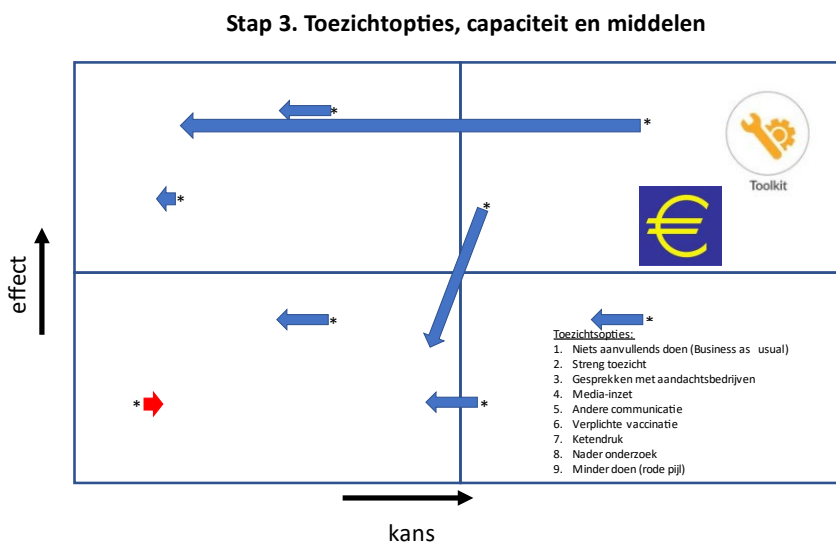 Stap 3. Toezichtopties, capaciteit en middelen
*
*
Toolkit
*
*
€
effect
*
*
Toezichtsopties:
1. Niets aanvullends doen (Business as usual)
2. Streng toezicht
3. Gesprekken met aandachtsbedrijven
4. Media-inzet
5. Andere communicatie
6. Verplichte vaccinatie
7. Ketendruk
8. Nader onderzoek
9. Minder doen (rode pijl)
*
*
kans